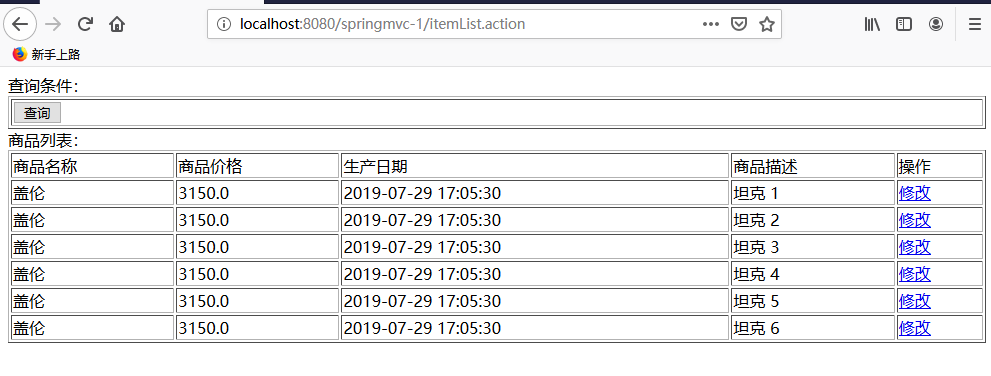 localhost:8080/springmvc-1/itemList.action
新手上路
查询条件：
查询
商品列表：
商品名称 商品价格 生产日期 商品描述 操作
盖伦 3150.0 2019-07-29 17:05:30 坦克 1 修改
盖伦 3150.0 2019-07-29 17:05:30 坦克 2 修改
盖伦 3150.0 2019-07-29 17:05:30 坦克 3 修改
盖伦 3150.0 2019-07-29 17:05:30 坦克 4 修改
盖伦 3150.0 2019-07-29 17:05:30 坦克 5 修改
盖伦 3150.0 2019-07-29 17:05:30 坦克 6 修改